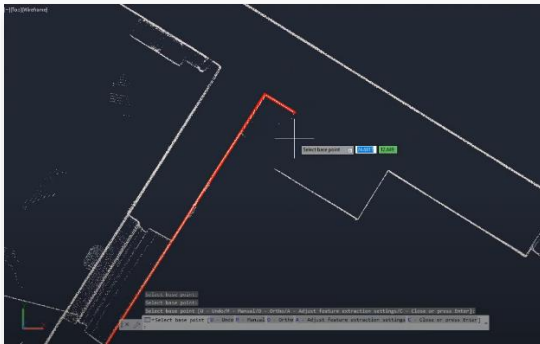 [-][Top][Wireframe]
Select base point
Select base point:
Select base point:
Select base point [U - Undo/M - Manual/O - Ortho/A - Adjust feature extraction settings/C - Close or press Enter]:
Select base point [U - Undo M - Manual O - Ortho A - Adjust feature extraction settings C - Close or press Enter]: